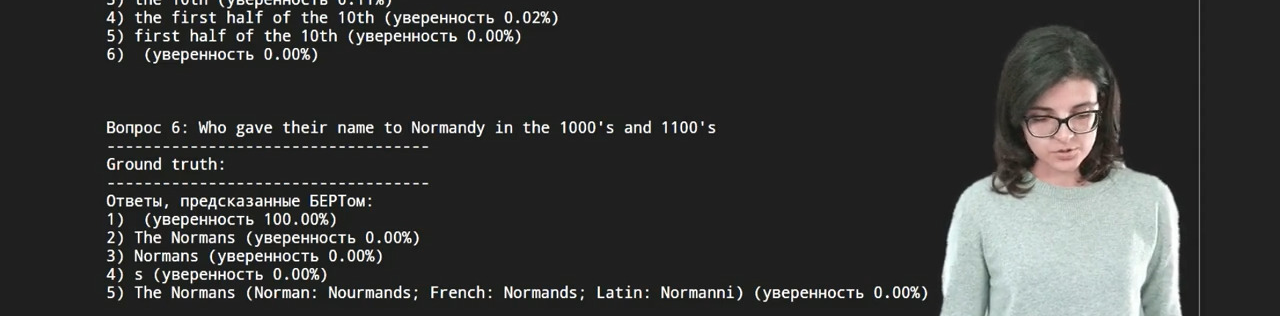 3) the 10th (уверенность 0.11%)
4) the first half of the 10th (уверенность 0.02%)
5) first half of the 10th (уверенность 0.00%)
6)  (уверенность 0.00%)
Вопрос 6: Who gave their name to Normandy in the 1000's and 1100's
-----------------------------------
Ground truth:
-----------------------------------
Ответы, предсказанные БЕРТом:
1)  (уверенность 100.00%)
2) The Normans (уверенность 0.00%)
3) Normans (уверенность 0.00%)
4) s (уверенность 0.00%)
5) The Normans (Norman: Nourmands; French: Normands; Latin: Normanni) (уверенность 0.00%)